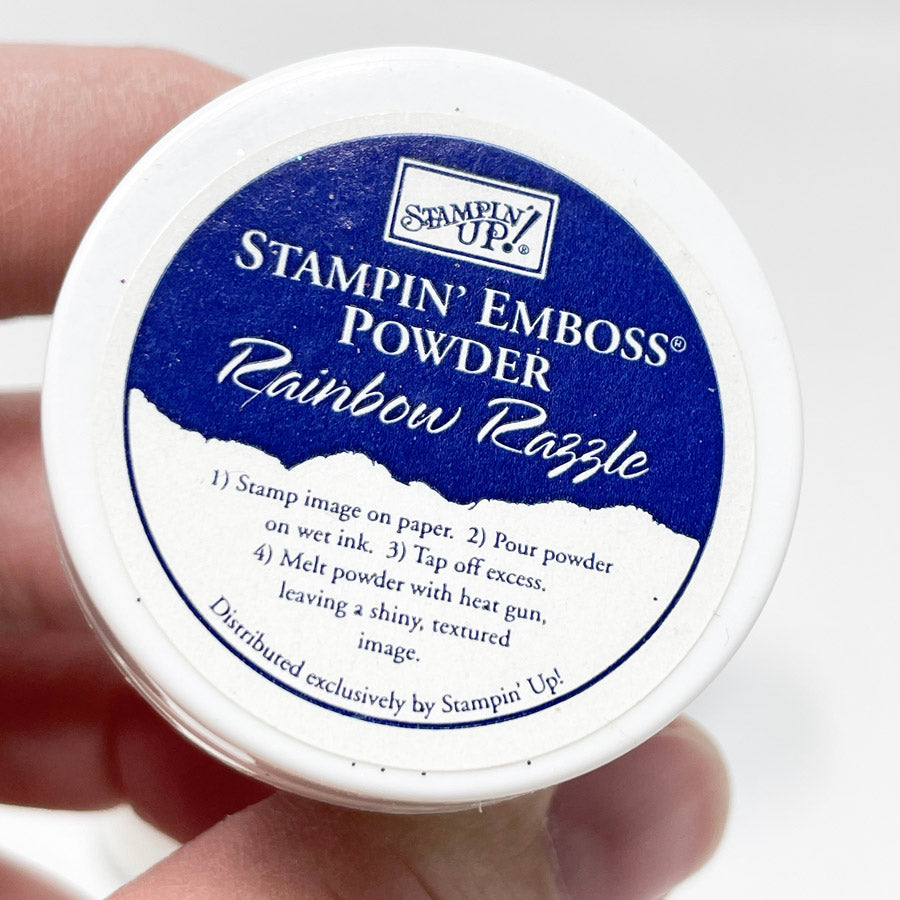 STAMPIN'
UP!®
STAMPIN' EMBOSS®
POWDER
Rainbow Razzle
1) Stamp image on paper. 2) Pour powder
on wet ink. 3) Tap off excess.
4) Melt powder with heat gun,
leaving a shiny, textured
image.
Distributed exclusively by Stampin' Up!